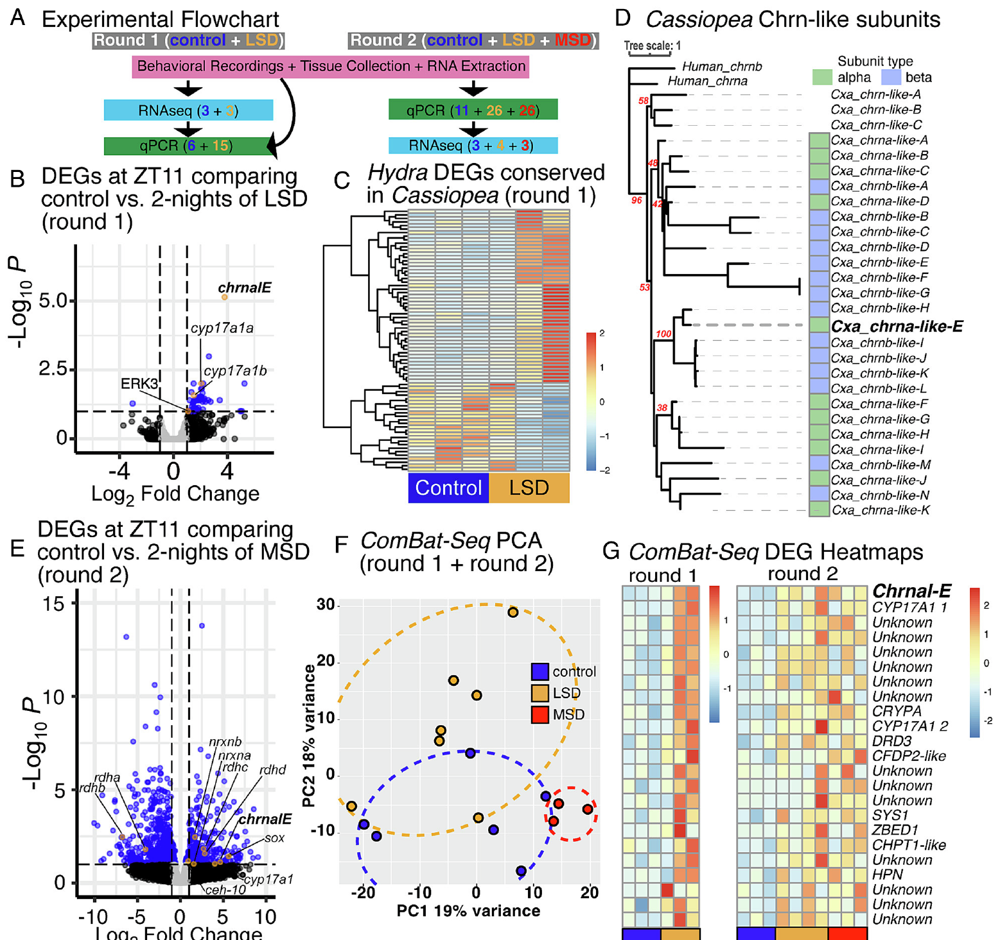 A Experimental Flowchart
Round 1 (control + LSD)
Round 2 (control + LSD + MSD)
Behavioral Recordings + Tissue Collection + RNA Extraction
RNAseq (3 + 3)
qPCR (6 + 15)
qPCR (11 + 26 + 26)
RNAseq (3 + 4 + 3)
B DEGs at ZT11 comparing
control vs. 2-nights of LSD
(round 1)
-Log10 P
5.0
2.5
0
chrnalE
cyp17a1a
cyp17a1b
ERK3
-4 0 4
Log2 Fold Change
C Hydra DEGs conserved
in Cassiopea (round 1)
2
1
0
−1
−2
Control LSD
D Cassiopea Chrn-like subunits
Tree scale: 1
Subunit type
alpha beta
Human_chrnb
Human_chrna
Cxa_chrn-like-A
Cxa_chrn-like-B
Cxa_chrn-like-C
Cxa_chrna-like-A
Cxa_chrna-like-B
Cxa_chrna-like-C
Cxa_chrnb-like-A
Cxa_chrna-like-D
Cxa_chrnb-like-B
Cxa_chrnb-like-C
Cxa_chrnb-like-D
Cxa_chrnb-like-E
Cxa_chrnb-like-F
Cxa_chrnb-like-G
Cxa_chrnb-like-H
Cxa_chrna-like-E
Cxa_chrnb-like-I
Cxa_chrnb-like-J
Cxa_chrnb-like-K
Cxa_chrnb-like-L
Cxa_chrna-like-F
Cxa_chrna-like-G
Cxa_chrna-like-H
Cxa_chrna-like-I
Cxa_chrnb-like-M
Cxa_chrna-like-J
Cxa_chrnb-like-N
Cxa_chrna-like-K
58
48
96
42
53
100
38
E DEGs at ZT11 comparing
control vs. 2-nights of MSD
(round 2)
-Log10 P
15
10
5
0
nrxnb
nrxna
rdhc
rdhd
rdha
rdhb
chrnalE
sox
cyp17a1
ceh-10
-10 -5 0 5 10
Log2 Fold Change
F ComBat-Seq PCA
(round 1 + round 2)
PC2 18% variance
30
20
10
0
-10
control
LSD
MSD
-20 -10 0 10 20
PC1 19% variance
G ComBat-Seq DEG Heatmaps
round 1 round 2
1
0
-1
Chrnal-E
CYP17A1 1
Unknown
Unknown
Unknown
Unknown
Unknown
Unknown
CRYPA
CYP17A1 2
DRD3
CFDP2-like
Unknown
Unknown
Unknown
SYS1
ZBED1
CHPT1-like
Unknown
HPN
Unknown
Unknown
Unknown
2
1
0
-1
-2